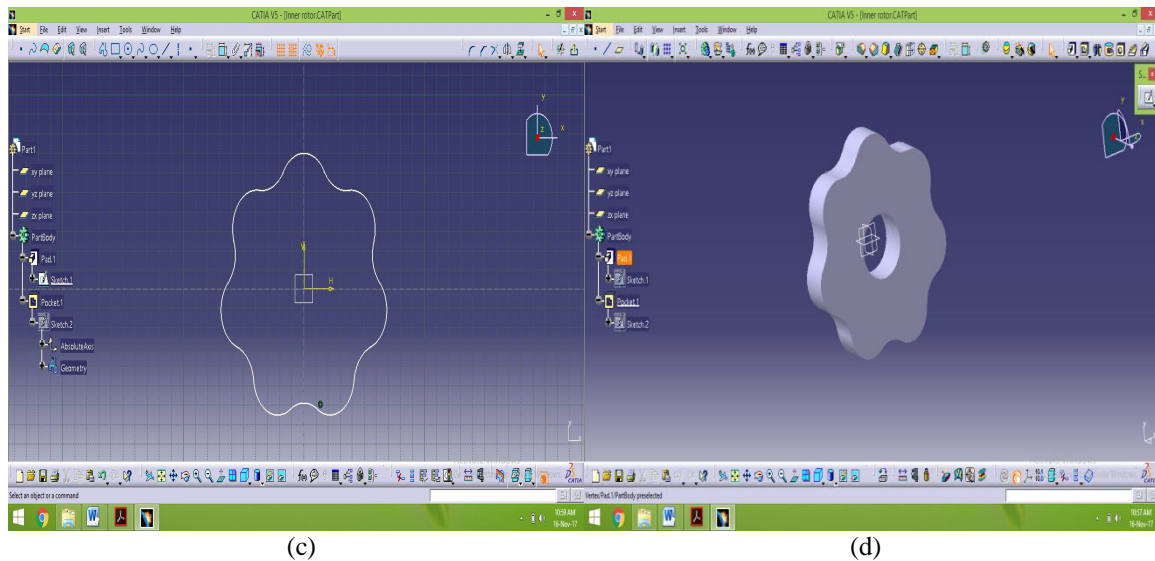 CATIA V5 - [Inner rotor.CATPart]
Start File Edit View Insert Tools Window Help
y
z x
Part1
xy plane
yz plane
zx plane
PartBody
Pad.1
Sketch.1
Pocket.1
Sketch.2
AbsoluteAxis
Geometry
V
H
Select an object or a command
CATIA
10:59 AM
16-Nov-17
(c)
CATIA V5 - [Inner rotor.CATPart]
Start File Edit View Insert Tools Window Help
S...
y
x
Part1
xy plane
yz plane
zx plane
PartBody
Pad.1
Sketch.1
Pocket.1
Sketch.2
Vertex/Pad.1/PartBody preselected
CATIA
10:57 AM
16-Nov-17
(d)